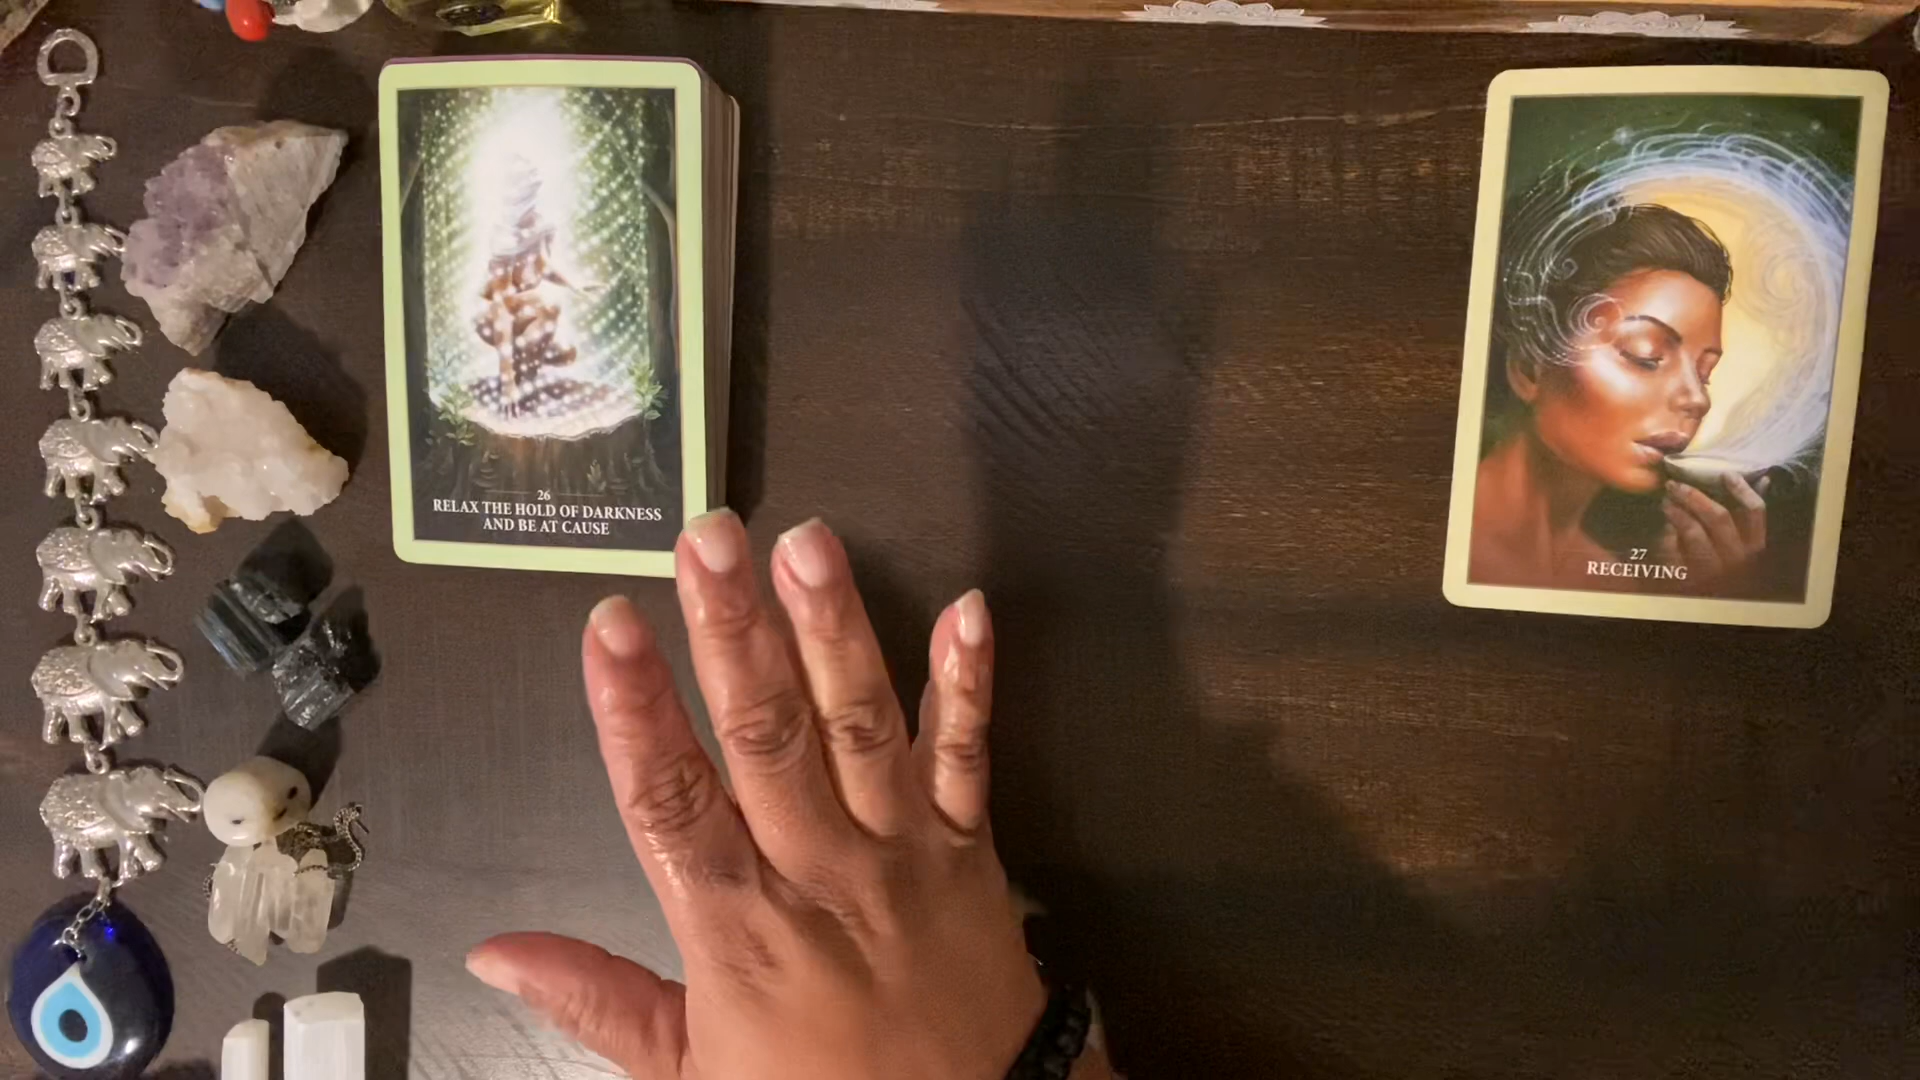 26
RELAX THE HOLD OF DARKNESS
AND BE AT CAUSE
27
RECEIVING